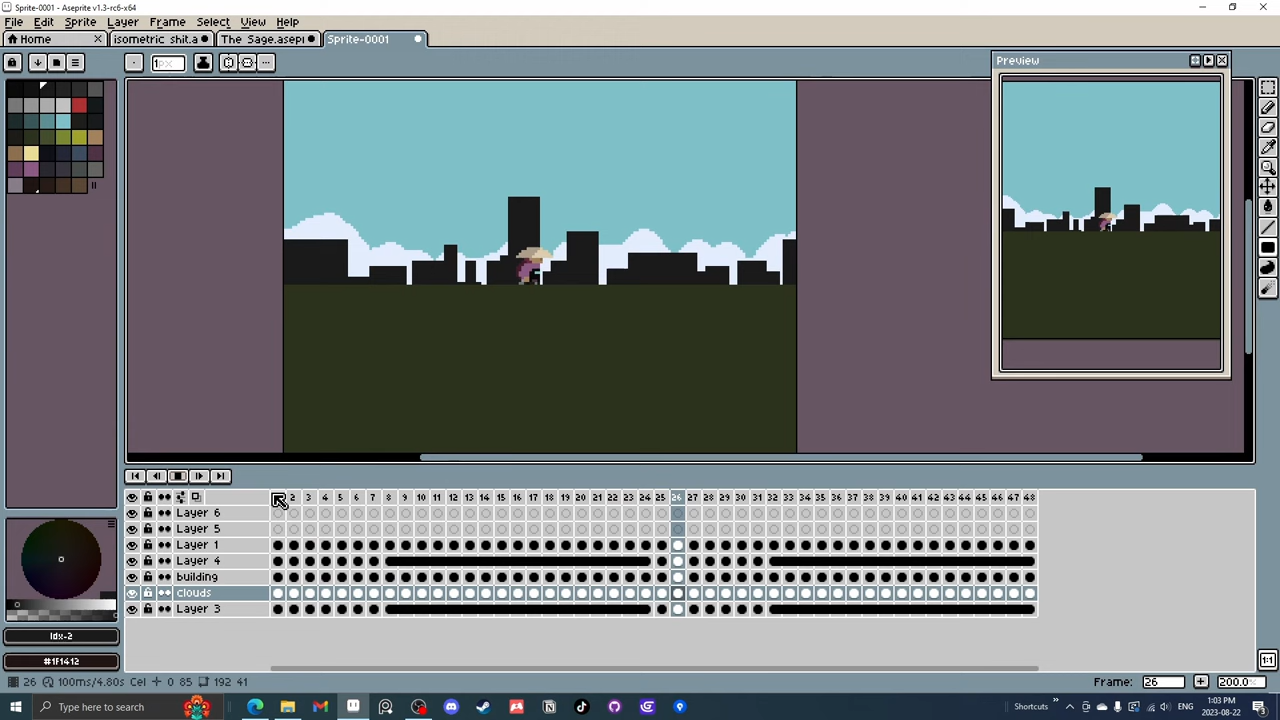 Sprite-0001 - Aseprite v1.3-rc6-x64
File Edit Sprite Layer Frame Select View Help
Home isometric shit.a The Sage.asepi Sprite-0001
1px
Preview
2 3 4 5 6 7 8 9 10 11 12 13 14 15 16 17 18 19 20 21 22 23 24 25 26 27 28 29 30 31 32 33 34 35 36 37 38 39 40 41 42 43 44 45 46 47 48
Layer 6
Layer 5
Layer 1
Layer 4
building
clouds
Layer 3
Idx-2
#1F1412
1:1
26 100ms/4.80s Cel + 0 85 192 41
Frame: 26 + 200.0%
Type here to search
Shortcuts » ENG
1:03 PM
2023-08-22